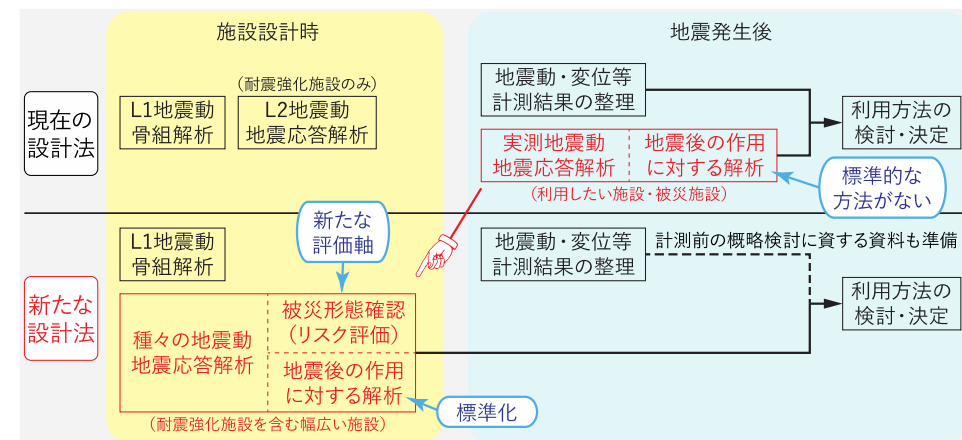 施設設計時
地震発生後
現在の
設計法
L1地震動
骨組解析
(耐震強化施設のみ)
L2地震動
地震応答解析
地震動・変位等
計測結果の整理
実測地震動
地震応答解析
地震後の作用
に対する解析
(利用したい施設・被災施設)
利用方法の
検討・決定
標準的な
方法がない
新たな
設計法
L1地震動
骨組解析
新たな
評価軸
種々の地震動
地震応答解析
被災形態確認
(リスク評価)
地震後の作用
に対する解析
(耐震強化施設を含む幅広い施設)
標準化
地震動・変位等
計測結果の整理
計測前の概略検討に資する資料も準備
利用方法の
検討・決定